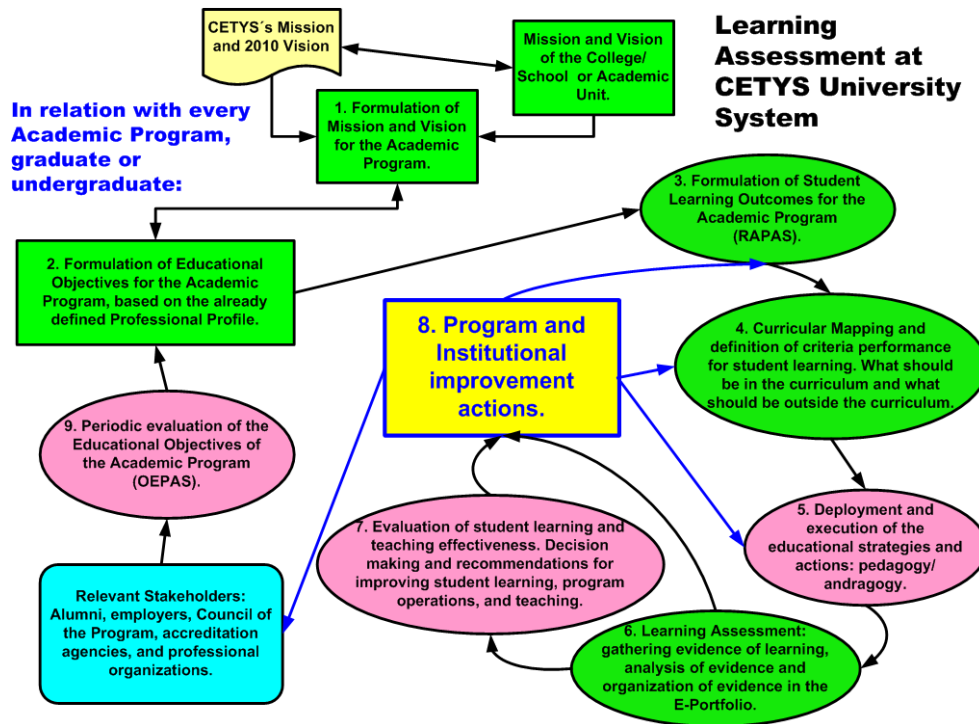 CETYS´s Mission
and 2010 Vision
Mission and Vision
of the College/
School or Academic
Unit.
Learning
Assessment at
CETYS University
System
In relation with every
Academic Program,
graduate or
undergraduate:
1. Formulation of
Mission and Vision
for the Academic
Program.
3. Formulation of Student
Learning Outcomes for the
Academic Program
(RAPAS).
2. Formulation of Educational
Objectives for the Academic
Program, based on the already
defined Professional Profile.
8. Program and
Institutional
improvement
actions.
4. Curricular Mapping and
definition of criteria performance
for student learning. What should
be in the curriculum and what
should be outside the curriculum.
9. Periodic evaluation of the
Educational Objectives of
the Academic Program
(OEPAS).
5. Deployment and
execution of the
educational strategies and
actions: pedagogy/
andragogy.
7. Evaluation of student learning and
teaching effectiveness. Decision
making and recommendations for
improving student learning, program
operations, and teaching.
Relevant Stakeholders:
Alumni, employers, Council of
the Program, accreditation
agencies, and professional
organizations.
6. Learning Assessment:
gathering evidence of learning,
analysis of evidence and
organization of evidence in the
E-Portfolio.